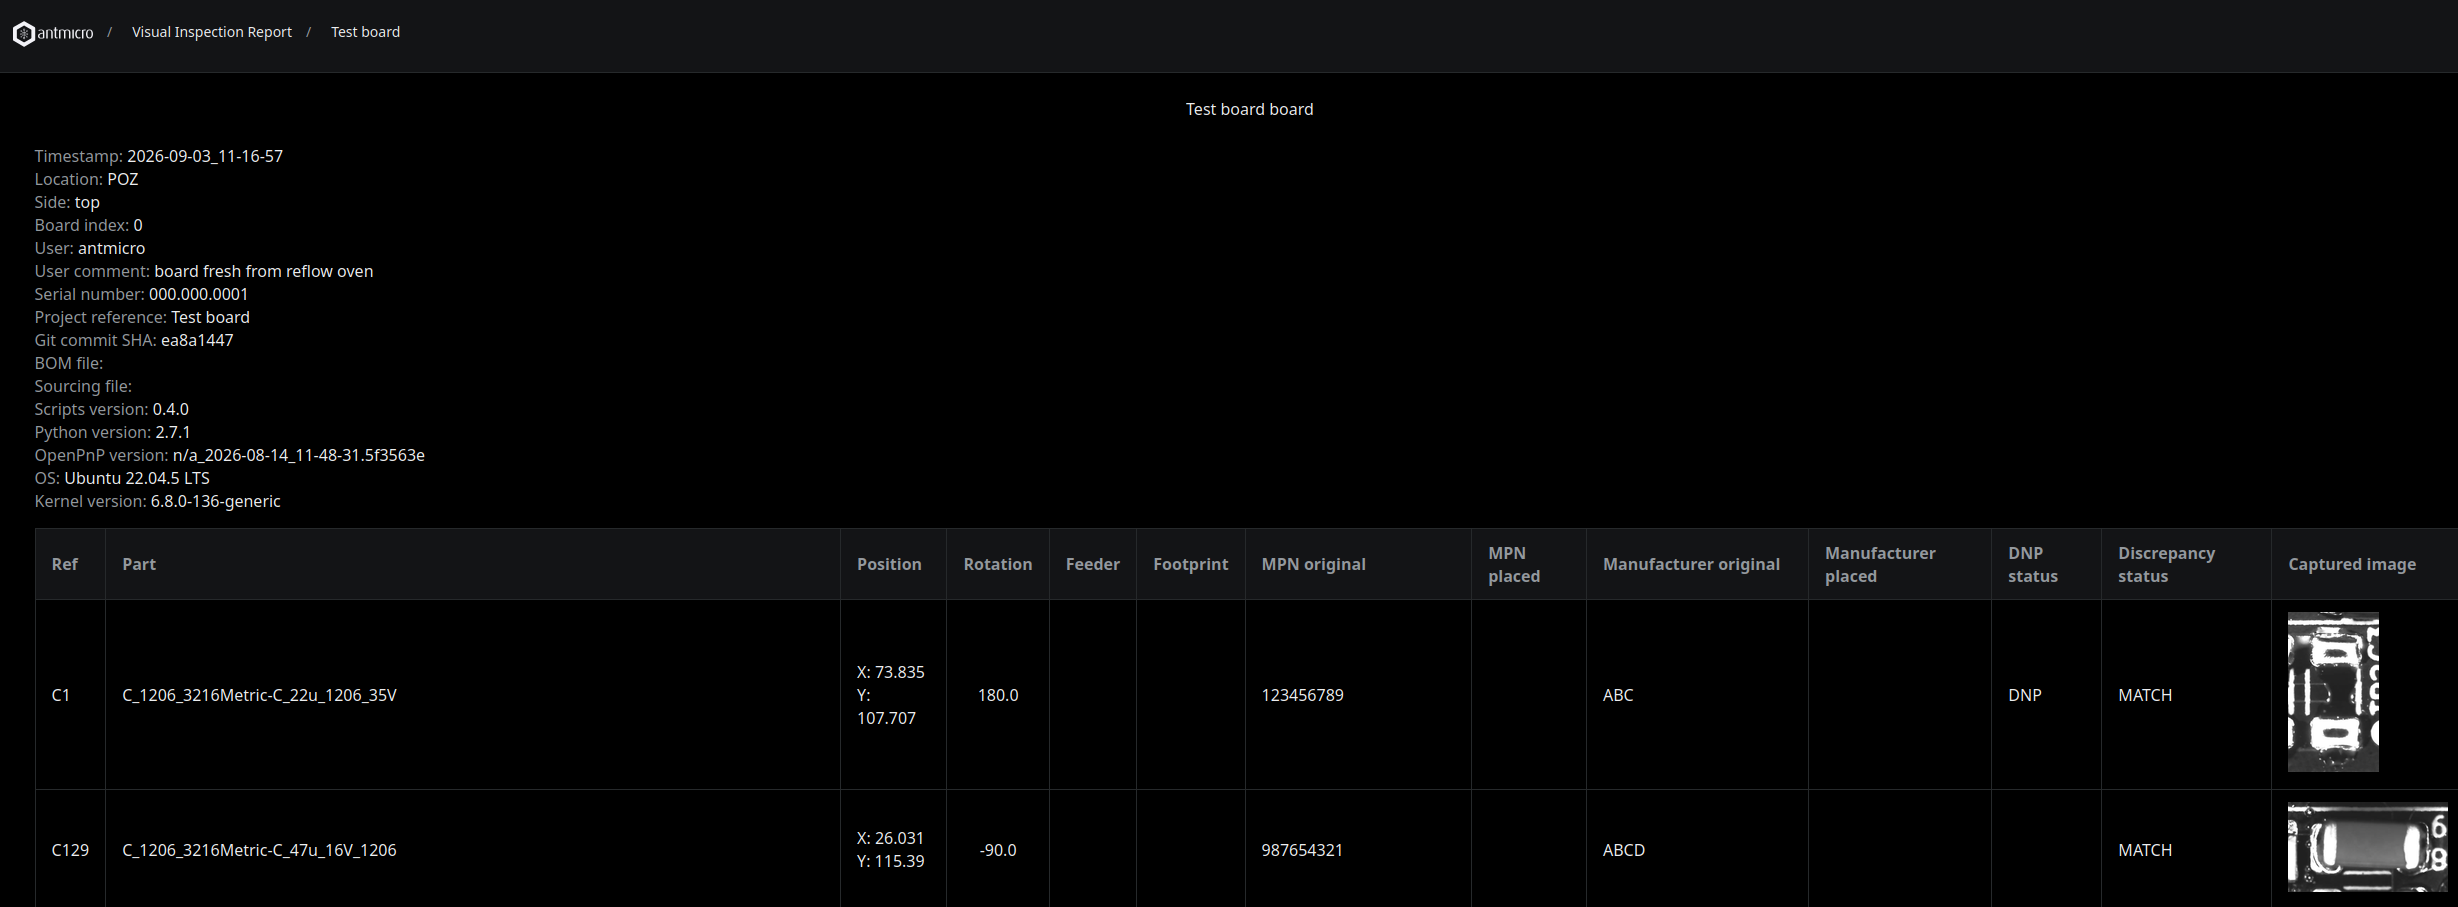 antmicro / Visual Inspection Report / Test board
Test board board
Timestamp: 2026-09-03_11-16-57
Location: POZ
Side: top
Board index: 0
User: antmicro
User comment: board fresh from reflow oven
Serial number: 000.000.0001
Project reference: Test board
Git commit SHA: ea8a1447
BOM file:
Sourcing file:
Scripts version: 0.4.0
Python version: 2.7.1
OpenPnP version: n/a_2026-08-14_11-48-31.5f3563e
OS: Ubuntu 22.04.5 LTS
Kernel version: 6.8.0-136-generic
Ref Part Position Rotation Feeder Footprint MPN original MPN placed Manufacturer original Manufacturer placed DNP status Discrepancy status Captured image
C1 C_1206_3216Metric-C_22u_1206_35V X: 73.835 Y: 107.707 180.0 123456789 ABC DNP MATCH
C129 C_1206_3216Metric-C_47u_16V_1206 X: 26.031 Y: 115.39 -90.0 987654321 ABCD MATCH